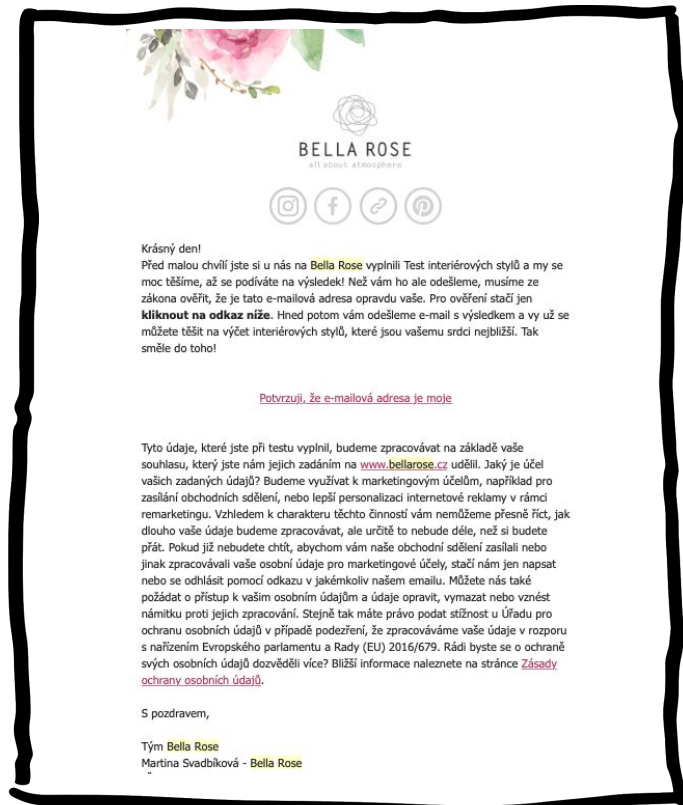 BELLA ROSE
all about atmosphere
Krásný den!
Před malou chvílí jste si u nás na Bella Rose vyplnili Test interiérových stylů a my se
moc těšíme, až se podíváte na výsledek! Než vám ho ale odešleme, musíme ze
zákona ověřit, že je tato e-mailová adresa opravdu vaše. Pro ověření stačí jen
kliknout na odkaz níže. Hned potom vám odešleme e-mail s výsledkem a vy už se
můžete těšit na výčet interiérových stylů, které jsou vašemu srdci nejbližší. Tak
směle do toho!
Potvrzuji, že e-mailová adresa je moje
Tyto údaje, které jste při testu vyplnil, budeme zpracovávat na základě vaše
souhlasu, který jste nám jejich zadáním na www.bellarose.cz udělil. Jaký je účel
vašich zadaných údajů? Budeme využívat k marketingovým účelům, například pro
zasílání obchodních sdělení, nebo lepší personalizaci internetové reklamy v rámci
remarketingu. Vzhledem k charakteru těchto činností vám nemůžeme přesně říct, jak
dlouho vaše údaje budeme zpracovávat, ale určitě to nebude déle, než si budete
přát. Pokud již nebudete chtít, abychom vám naše obchodní sdělení zasílali nebo
jinak zpracovávali vaše osobní údaje pro marketingové účely, stačí nám jen napsat
nebo se odhlásit pomocí odkazu v jakémkoliv našem emailu. Můžete nás také
požádat o přístup k vašim osobním údajům a údaje opravit, vymazat nebo vznést
námitku proti jejich zpracování. Stejně tak máte právo podat stížnost u Úřadu pro
ochranu osobních údajů v případě podezření, že zpracováváme vaše údaje v rozporu
s nařízením Evropského parlamentu a Rady (EU) 2016/679. Rádi byste se o ochraně
svých osobních údajů dozvěděli více? Bližší informace naleznete na stránce Zásady
ochrany osobních údajů.
S pozdravem,
Tým Bella Rose
Martina Svadbíková - Bella Rose